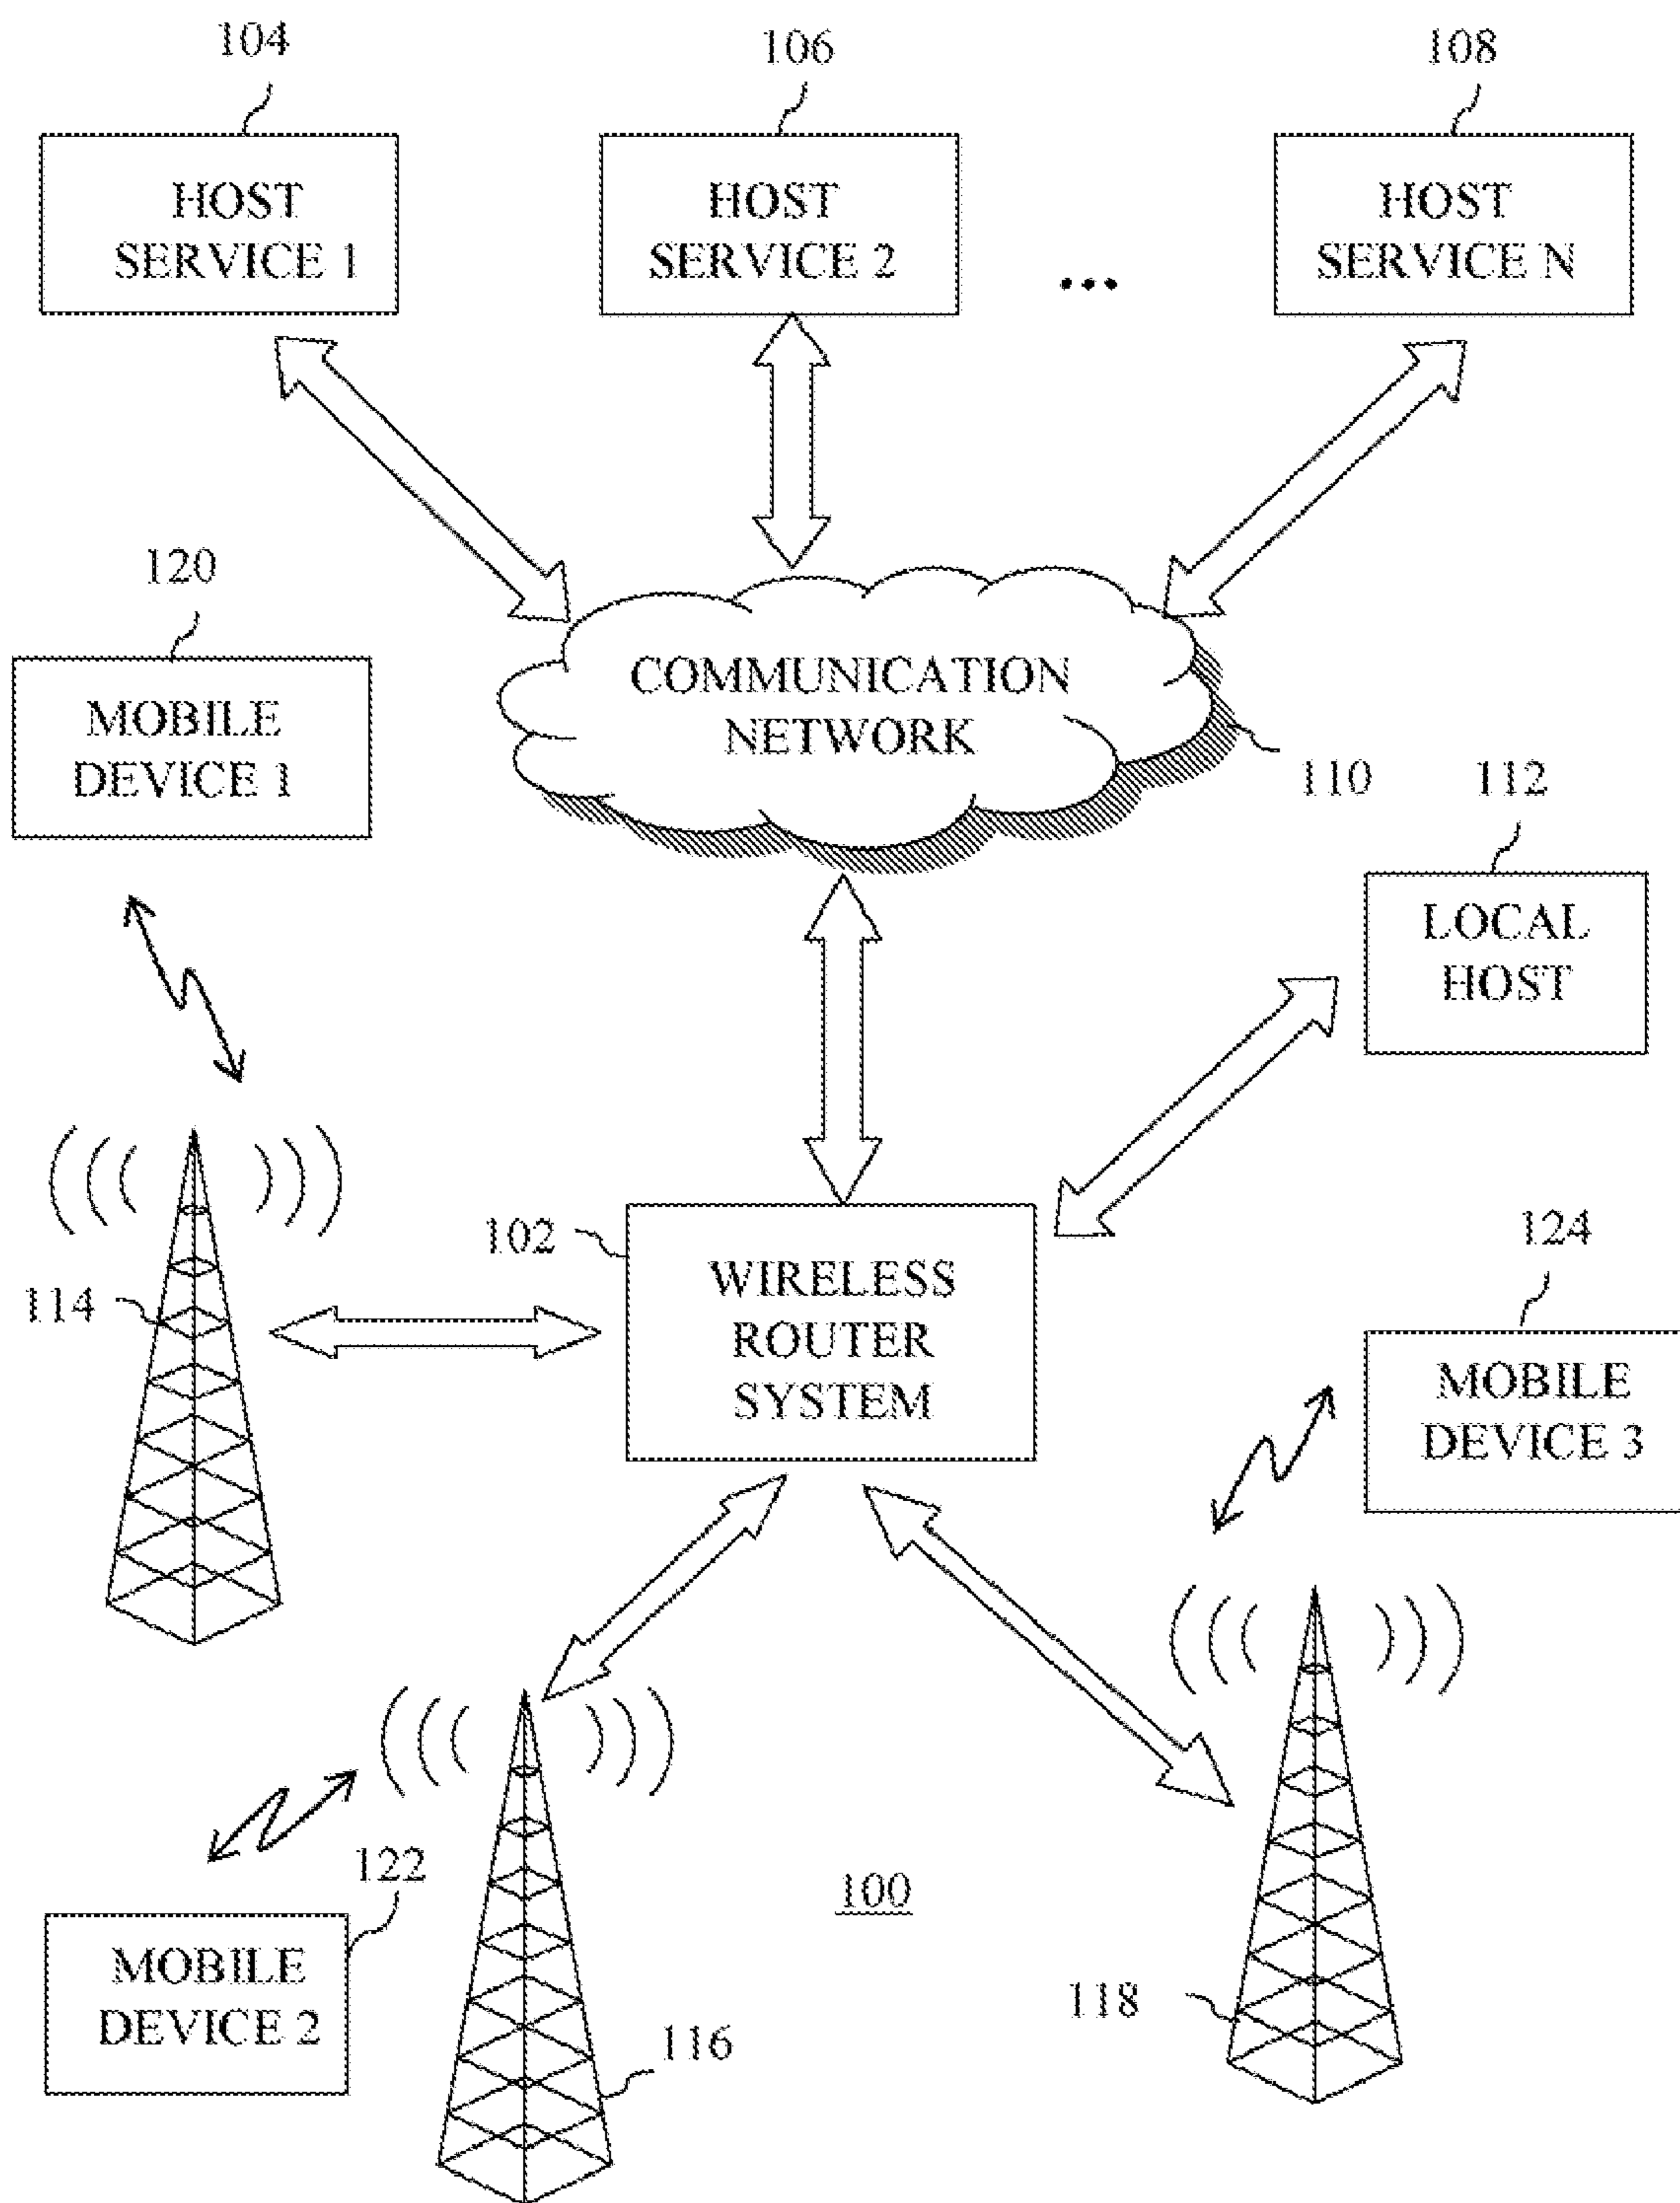 104
106
108
HOST
SERVICE 1
HOST
SERVICE 2
...
HOST
SERVICE N
120
MOBILE
DEVICE 1
COMMUNICATION
NETWORK
110
112
LOCAL
HOST
102
WIRELESS
ROUTER
SYSTEM
114
124
MOBILE
DEVICE 3
122
MOBILE
DEVICE 2
100
116
118